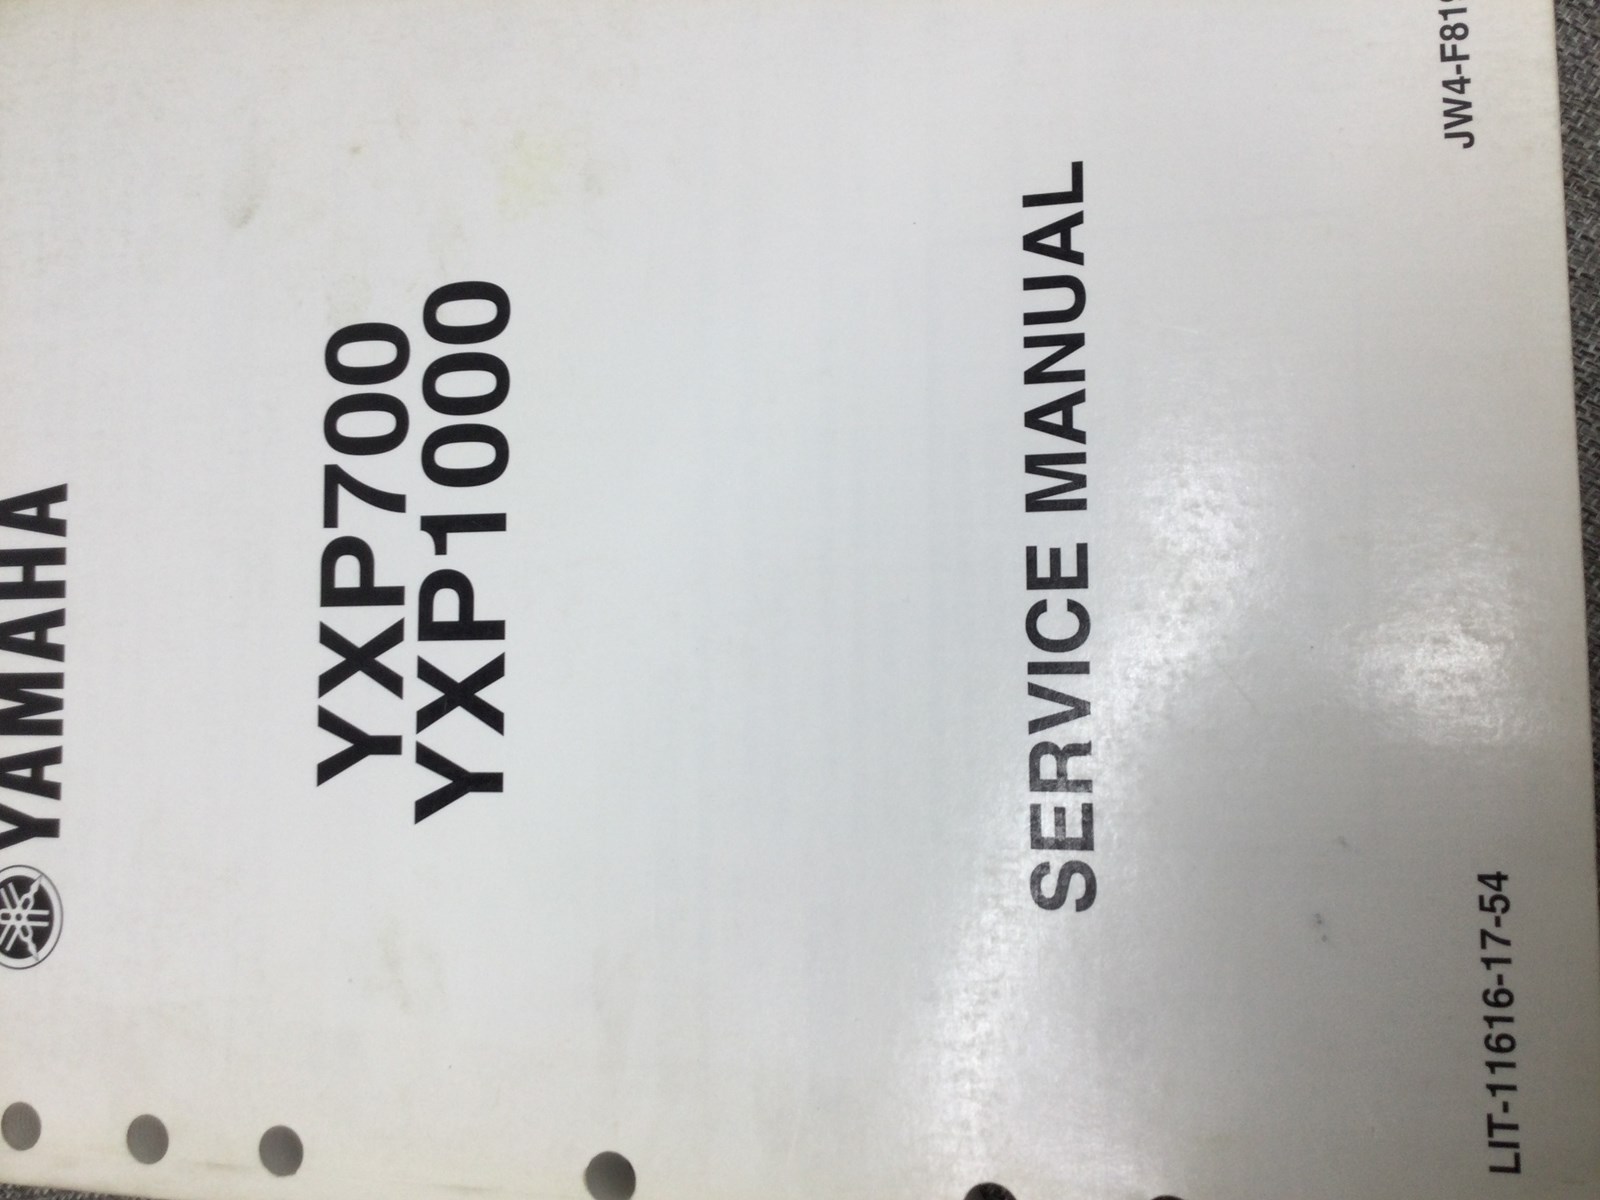 YAMAHA
YXP700
YXP1000
SERVICE MANUAL
LIT-11616-17-54